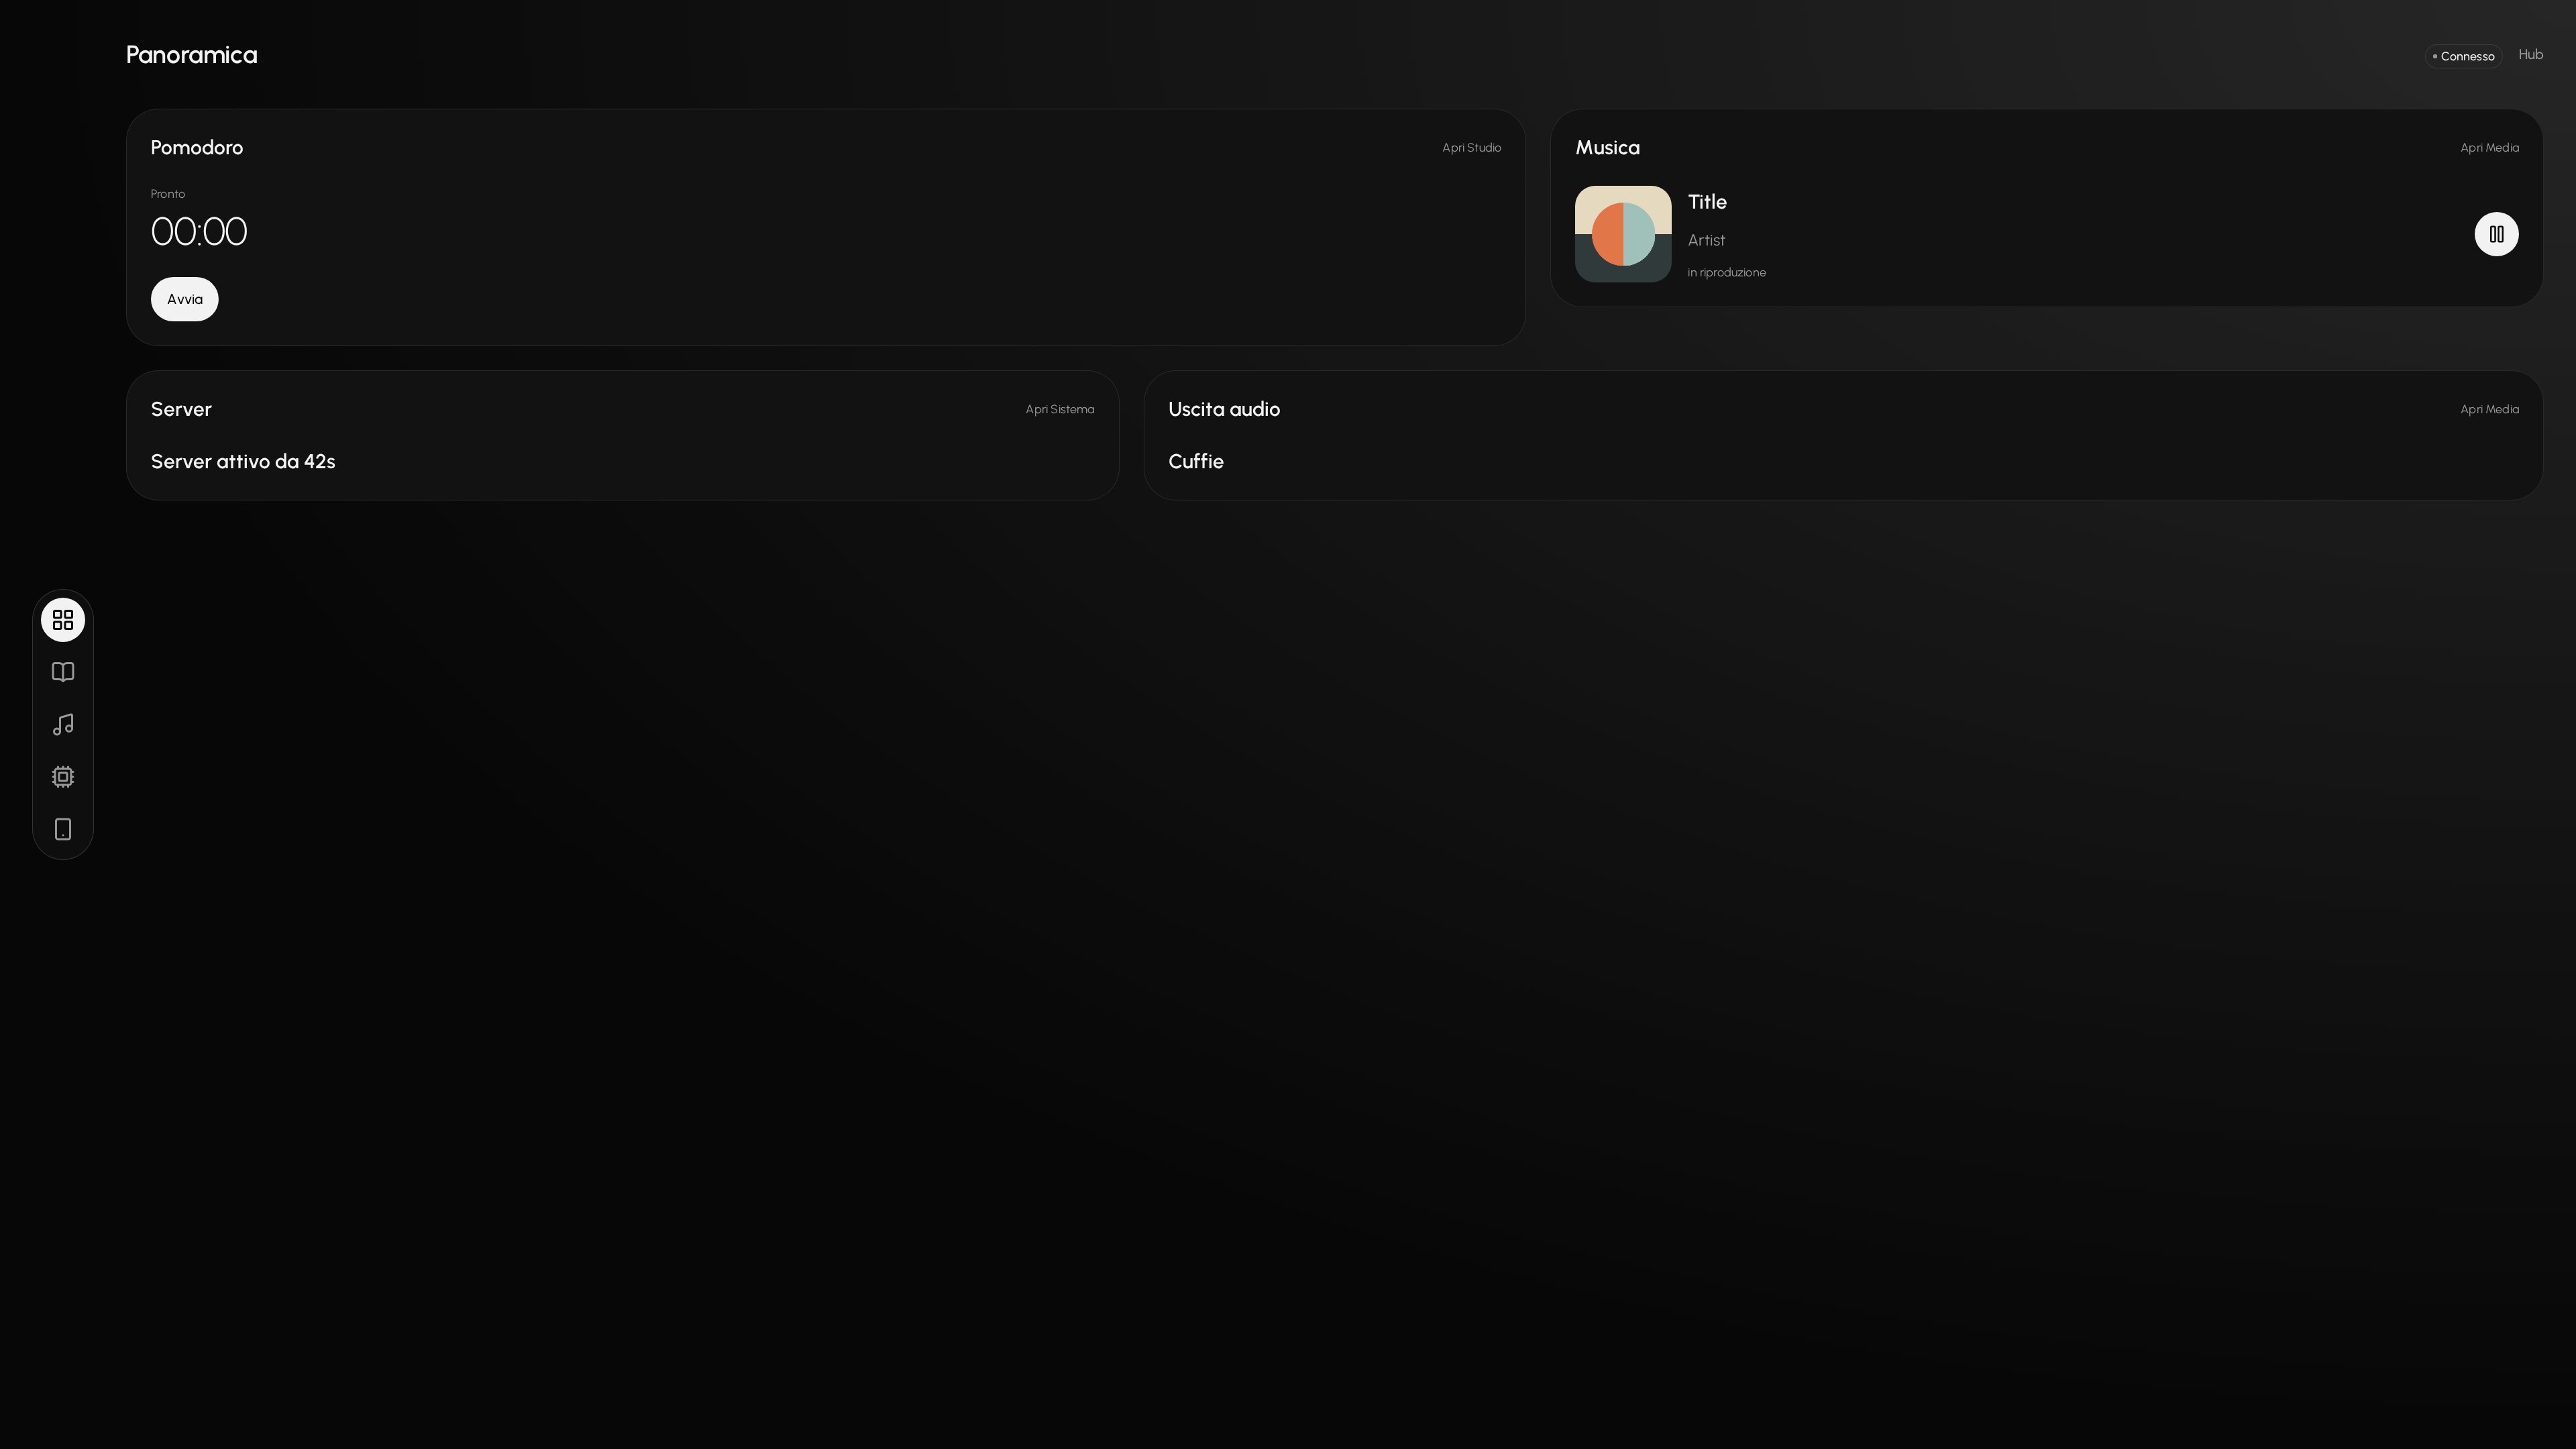 Panoramica
Connesso
Hub
Pomodoro
Apri Studio
Pronto
00:00
Avvia
Musica
Apri Media
Title
Artist
in riproduzione
Server
Apri Sistema
Server attivo da 42s
Uscita audio
Apri Media
Cuffie